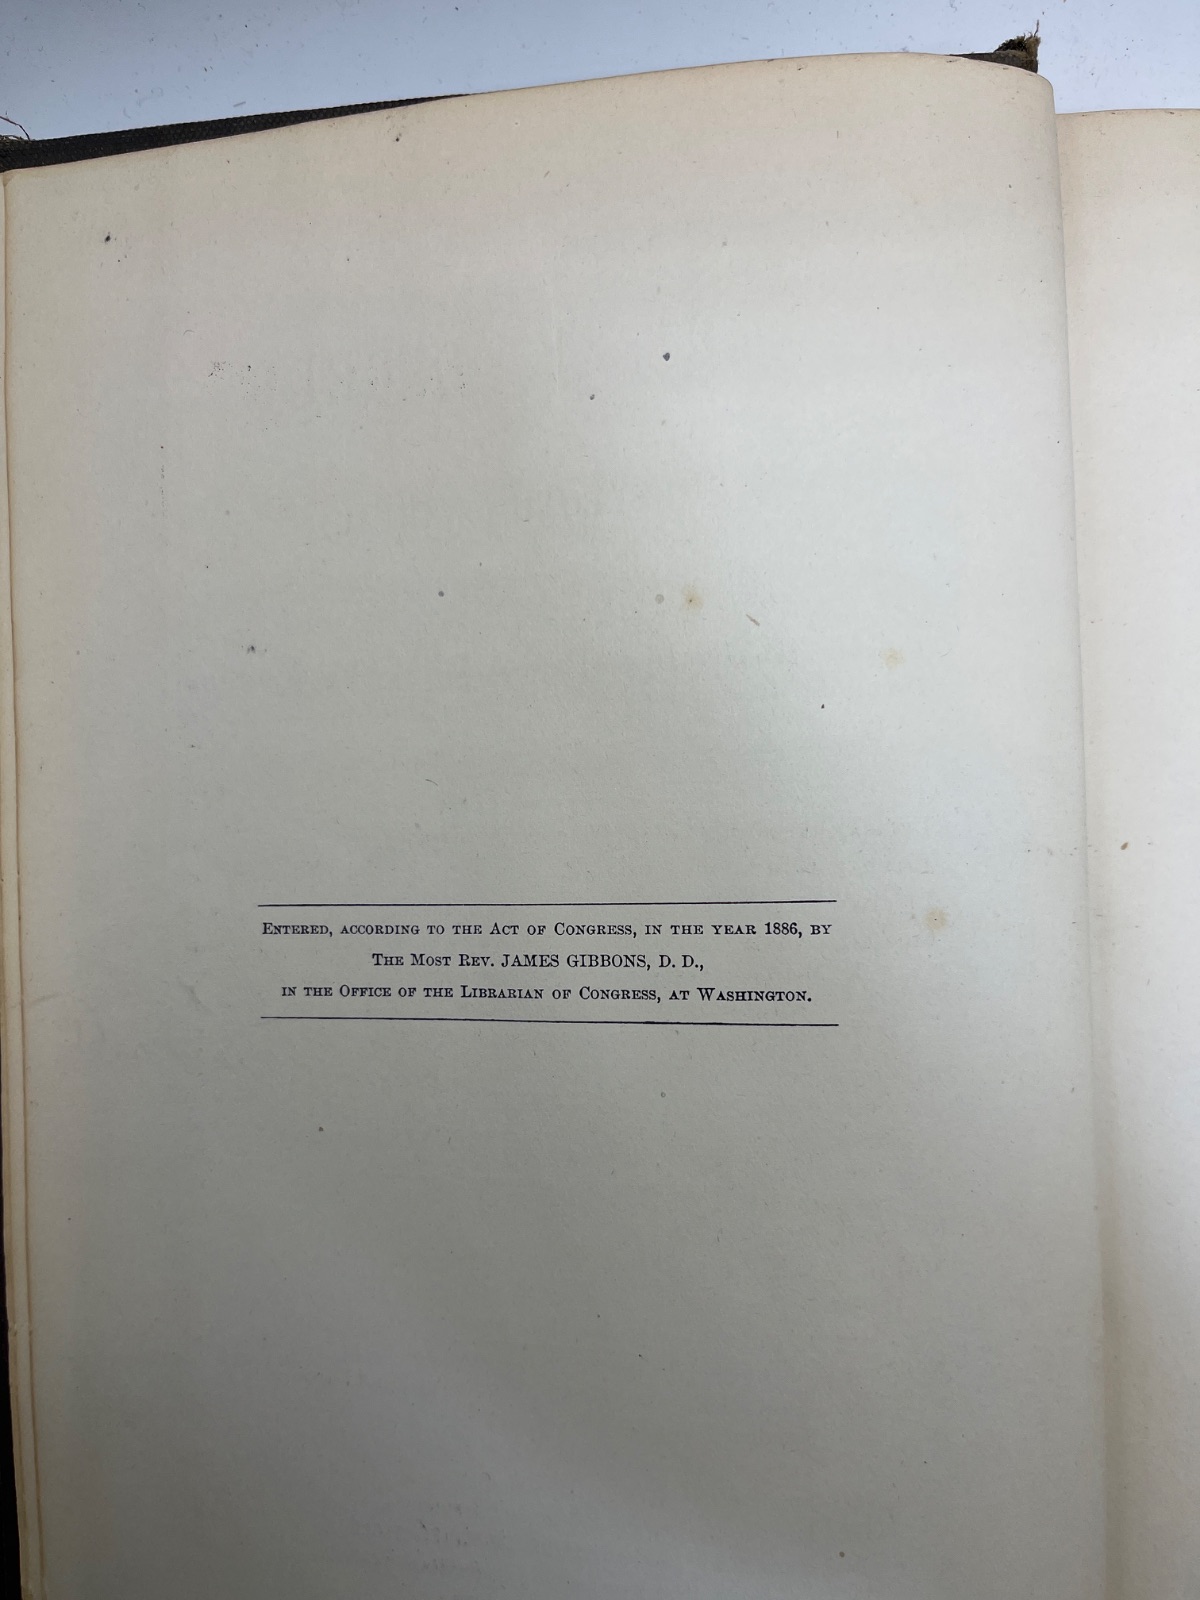 Entered, according to the Act of Congress, in the year 1886, by
The Most Rev. JAMES GIBBONS, D. D.,
in the Office of the Librarian of Congress, at Washington.